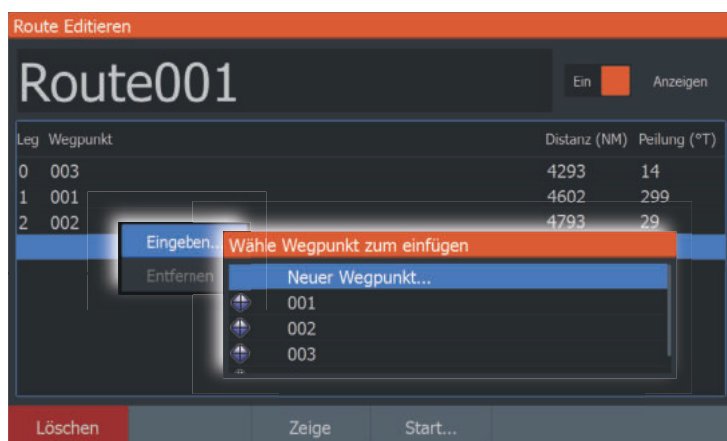 Route Editieren
Route001
Ein Anzeigen
Leg Wegpunkt Distanz (NM) Peilung (°T)
0 003 4293 14
1 001 4602 299
2 002 4793 29
Eingeben...
Entfernen
Wähle Wegpunkt zum einfügen
Neuer Wegpunkt...
001
002
003
Löschen Zeige Start...